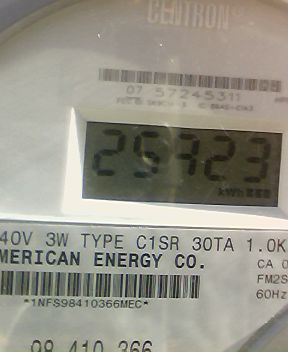 CENTRON®
07 57245311
25923
kWh
40V 3W TYPE C1SR 30TA 1.0K
MERICAN ENERGY CO.
CA 0
FM2S
*1NFS98410366MEC*
60Hz
98 410 366